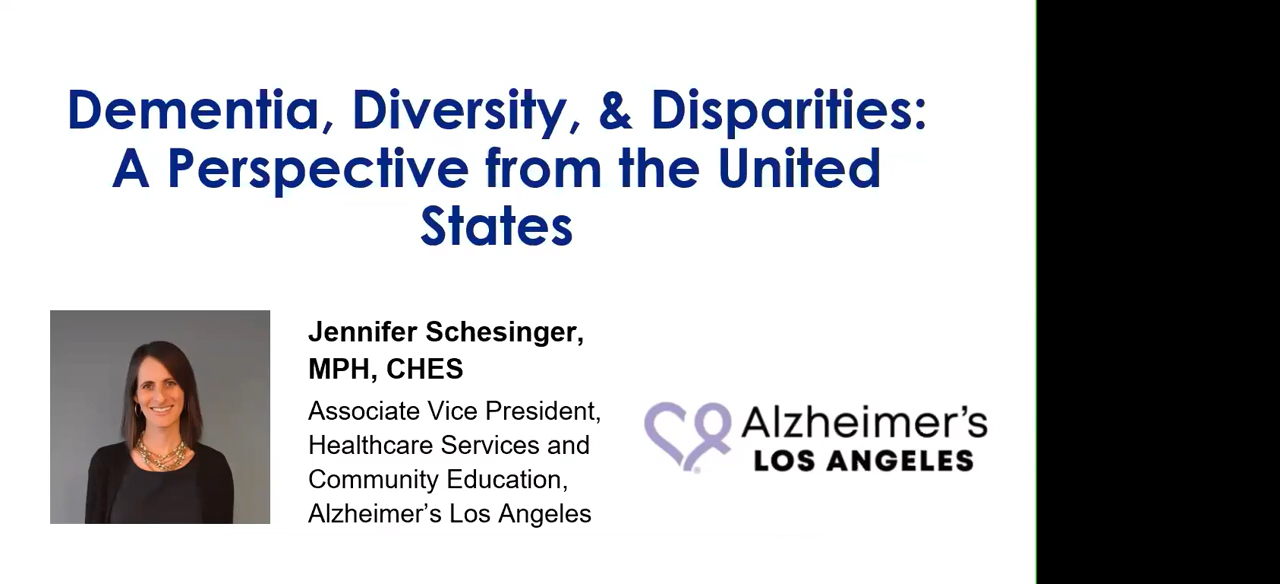 Dementia, Diversity, & Disparities:
A Perspective from the United
States
Jennifer Schesinger,
MPH, CHES
Associate Vice President,
Healthcare Services and
Community Education,
Alzheimer's Los Angeles
Alzheimer's
LOS ANGELES